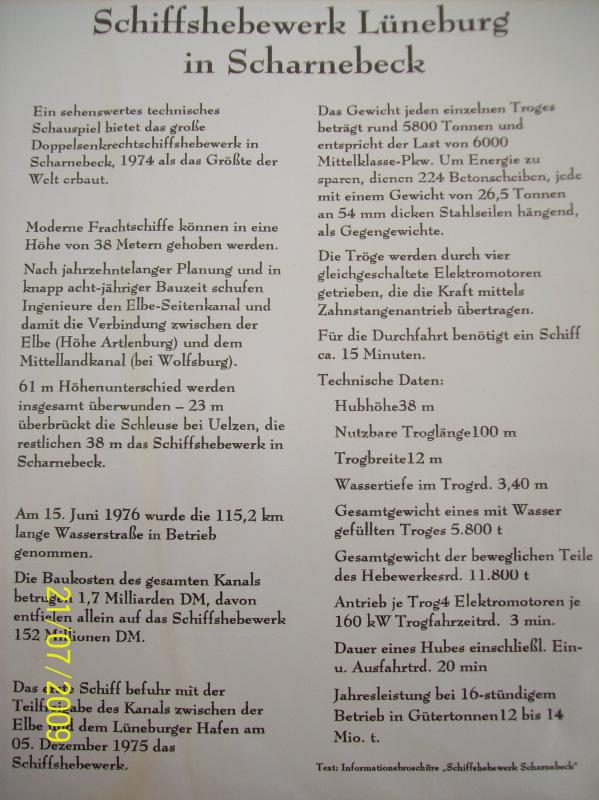 Schiffshebewerk Lüneburg
in Scharnebeck
Ein sehenswertes technisches
Schauspiel bietet das große
Doppelsenkrechtschiffshebewerk in
Scharnebeck, 1974 als das Größte der
Welt erbaut.
Moderne Frachtschiffe können in eine
Höhe von 38 Metern gehoben werden.
Nach jahrzehntelanger Planung und in
knapp acht-jähriger Bauzeit schufen
Ingenieure den Elbe-Seitenkanal und
damit die Verbindung zwischen der
Elbe (Höhe Artlenburg) und dem
Mittellandkanal (bei Wolfsburg).
61 m Höhenunterschied werden
insgesamt überwunden – 23 m
überbrückt die Schleuse bei Uelzen, die
restlichen 38 m das Schiffshebewerk in
Scharnebeck.
Am 15. Juni 1976 wurde die 115,2 km
lange Wasserstraße in Betrieb
genommen.
Die Baukosten des gesamten Kanals
betrugen 1,7 Milliarden DM, davon
entfielen allein auf das Schiffshebewerk
152 Millionen DM.
Das erste Schiff befuhr mit der
Teilfreigabe des Kanals zwischen der
Elbe und dem Lüneburger Hafen am
05. Dezember 1975 das
Schiffshebewerk.
Das Gewicht jeden einzelnen Troges
beträgt rund 5800 Tonnen und
entspricht der Last von 6000
Mittelklasse-Pkw. Um Energie zu
sparen, dienen 224 Betonscheiben, jede
mit einem Gewicht von 26,5 Tonnen
an 54 mm dicken Stahlseilen hängend,
als Gegengewichte.
Die Tröge werden durch vier
gleichgeschaltete Elektromotoren
getrieben, die die Kraft mittels
Zahnstangenantrieb übertragen.
Für die Durchfahrt benötigt ein Schiff
ca. 15 Minuten.
Technische Daten:
Hubhöhe38 m
Nutzbare Troglänge100 m
Trogbreite12 m
Wassertiefe im Trogrd. 3,40 m
Gesamtgewicht eines mit Wasser
gefüllten Troges 5.800 t
Gesamtgewicht der beweglichen Teile
des Hebewerkesrd. 11.800 t
Antrieb je Trog4 Elektromotoren je
160 kW Trogfahrzeitrd. 3 min.
Dauer eines Hubes einschließl. Ein-
u. Ausfahrtrd. 20 min
Jahresleistung bei 16-stündigem
Betrieb in Gütertonnen12 bis 14
Mio. t.
Text: Informationsbroschüre „Schiffshebewerk Scharnebeck"
21/07/2009